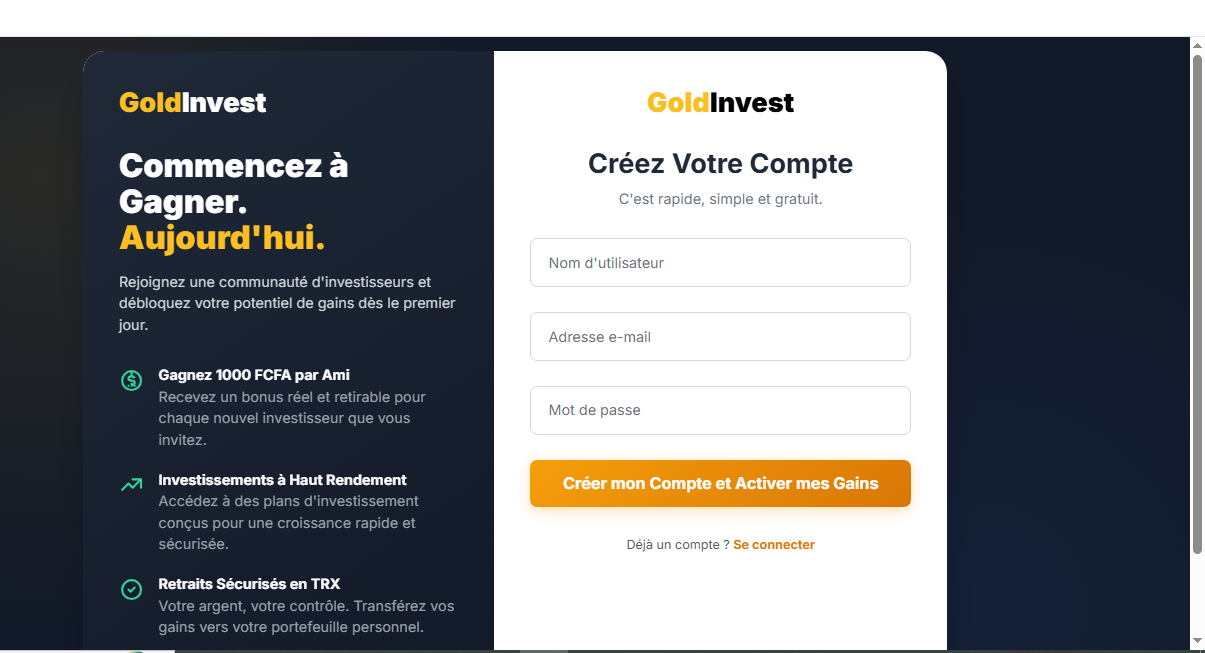 GoldInvest
Commencez à
Gagner.
Aujourd'hui.
Rejoignez une communauté d'investisseurs et
débloquez votre potentiel de gains dès le premier
jour.
Gagnez 1000 FCFA par Ami
Recevez un bonus réel et retirable pour
chaque nouvel investisseur que vous
invitez.
Investissements à Haut Rendement
Accédez à des plans d'investissement
conçus pour une croissance rapide et
sécurisée.
Retraits Sécurisés en TRX
Votre argent, votre contrôle. Transférez vos
gains vers votre portefeuille personnel.
GoldInvest
Créez Votre Compte
C'est rapide, simple et gratuit.
Nom d'utilisateur
Adresse e-mail
Mot de passe
Créer mon Compte et Activer mes Gains
Déjà un compte ? Se connecter